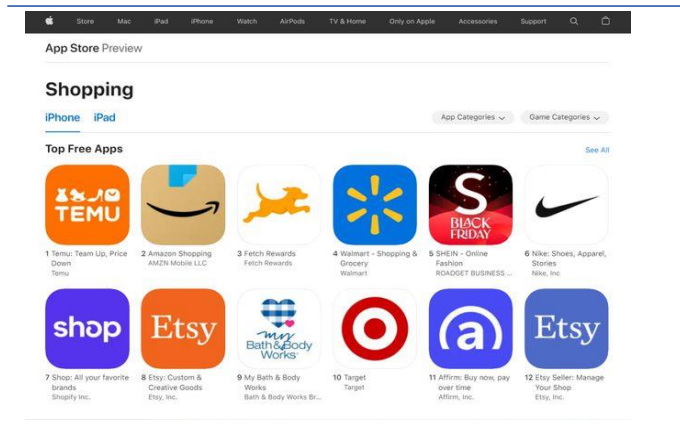 Store Mac iPad iPhone Watch AirPods TV & Home Only on Apple Accessories Support
App Store Preview
Shopping
iPhone iPad
App Categories Game Categories
Top Free Apps
See All
TEMU
S
BLACK
FRIDAY
1 Temu: Team Up, Price Down
Temu
2 Amazon Shopping
AMZN Mobile LLC
3 Fetch Rewards
Fetch Rewards
4 Walmart - Shopping & Grocery
Walmart
5 SHEIN - Online Fashion
ROADGET BUSINESS ...
6 Nike: Shoes, Apparel, Stories
Nike, Inc.
shop
Etsy
my
Bath & Body
Works
a
Etsy
7 Shop: All your favorite brands
Shopify Inc.
8 Etsy: Custom & Creative Goods
Etsy, Inc.
9 My Bath & Body Works
Bath & Body Works Br...
10 Target
Target
11 Affirm: Buy now, pay over time
Affirm, Inc.
12 Etsy Seller: Manage Your Shop
Etsy, Inc.